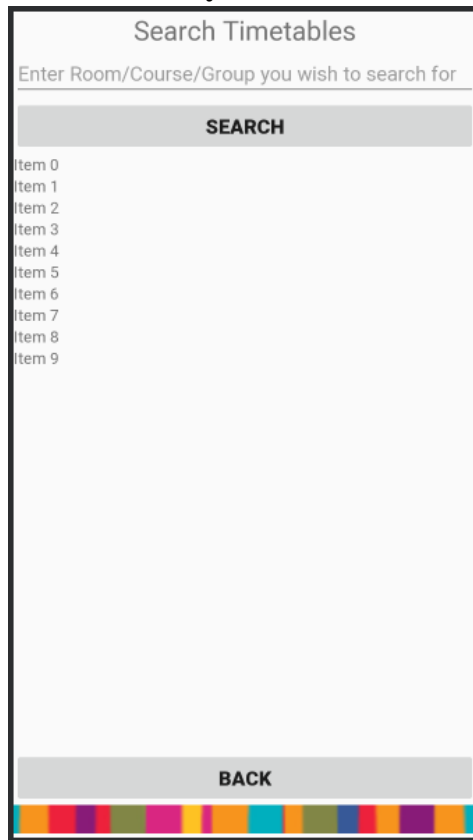 Search Timetables
Enter Room/Course/Group you wish to search for
SEARCH
Item 0
Item 1
Item 2
Item 3
Item 4
Item 5
Item 6
Item 7
Item 8
Item 9
BACK